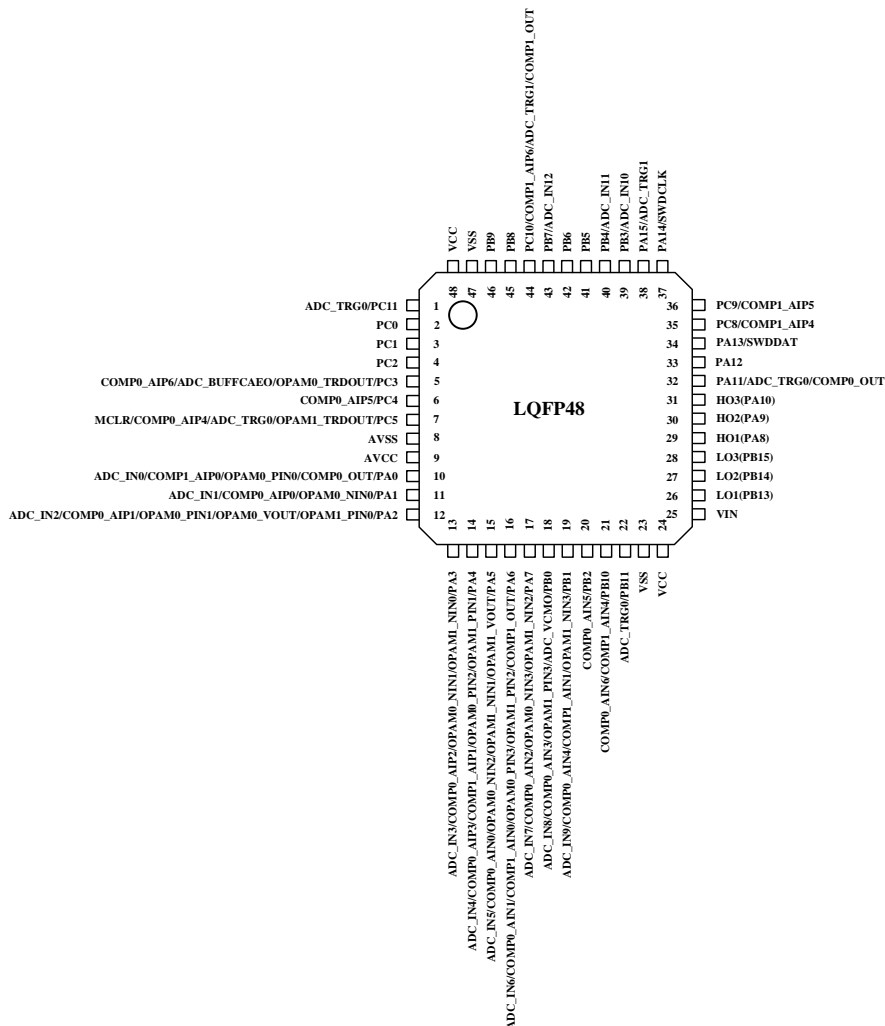 PC10/COMP1_AIP6/ADC_TRG1/COMP1_OUT
VCC
VSS
PB9
PB8
PB7/ADC_IN12
PB6
PB5
PB4/ADC_IN11
PB3/ADC_IN10
PA15/ADC_TRG1
PA14/SWDCLK
48
47
46
45
44
43
42
41
40
39
38
37
ADC_TRG0/PC11 1
PC0 2
PC1 3
PC2 4
COMP0_AIP6/ADC_BUFFCAEO/OPAM0_TRDOUT/PC3 5
COMP0_AIP5/PC4 6
MCLR/COMP0_AIP4/ADC_TRG0/OPAM1_TRDOUT/PC5 7
AVSS 8
AVCC 9
ADC_IN0/COMP1_AIP0/OPAM0_PIN0/COMP0_OUT/PA0 10
ADC_IN1/COMP0_AIP0/OPAM0_NIN0/PA1 11
ADC_IN2/COMP0_AIP1/OPAM0_PIN1/OPAM0_VOUT/OPAM1_PIN0/PA2 12
LQFP48
36 PC9/COMP1_AIP5
35 PC8/COMP1_AIP4
34 PA13/SWDDAT
33 PA12
32 PA11/ADC_TRG0/COMP0_OUT
31 HO3(PA10)
30 HO2(PA9)
29 HO1(PA8)
28 LO3(PB15)
27 LO2(PB14)
26 LO1(PB13)
25 VIN
13
14
15
16
17
18
19
20
21
22
23
24
ADC_IN3/COMP0_AIP2/OPAM0_NIN1/OPAM1_NIN0/PA3
ADC_IN4/COMP0_AIP3/COMP1_AIP1/OPAM0_PIN2/OPAM1_PIN1/PA4
ADC_IN5/COMP0_AIN0/OPAM0_NIN2/OPAM1_NIN1/OPAM1_VOUT/PA5
ADC_IN6/COMP0_AIN1/COMP1_AIN0/OPAM0_PIN3/OPAM1_PIN2/COMP1_OUT/PA6
ADC_IN7/COMP0_AIN2/OPAM0_NIN3/OPAM1_NIN2/PA7
ADC_IN8/COMP0_AIN3/OPAM1_PIN3/ADC_VCMO/PB0
ADC_IN9/COMP0_AIN4/COMP1_AIN1/OPAM1_NIN3/PB1
COMP0_AIN5/PB2
COMP0_AIN6/COMP1_AIN4/PB10
ADC_TRG0/PB11
VSS
VCC